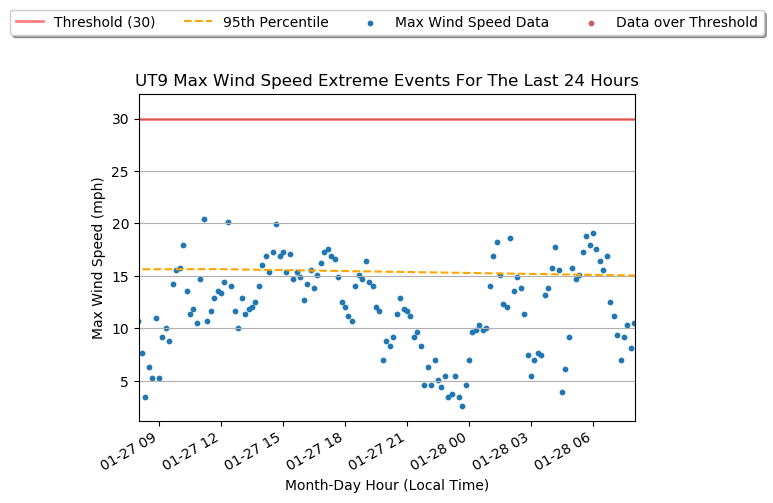 Threshold (30) 95th Percentile Max Wind Speed Data Data over Threshold
UT9 Max Wind Speed Extreme Events For The Last 24 Hours
Max Wind Speed (mph)
30
25
20
15
10
5
01-27 09 01-27 12 01-27 15 01-27 18 01-27 21 01-28 00 01-28 03 01-28 06
Month-Day Hour (Local Time)